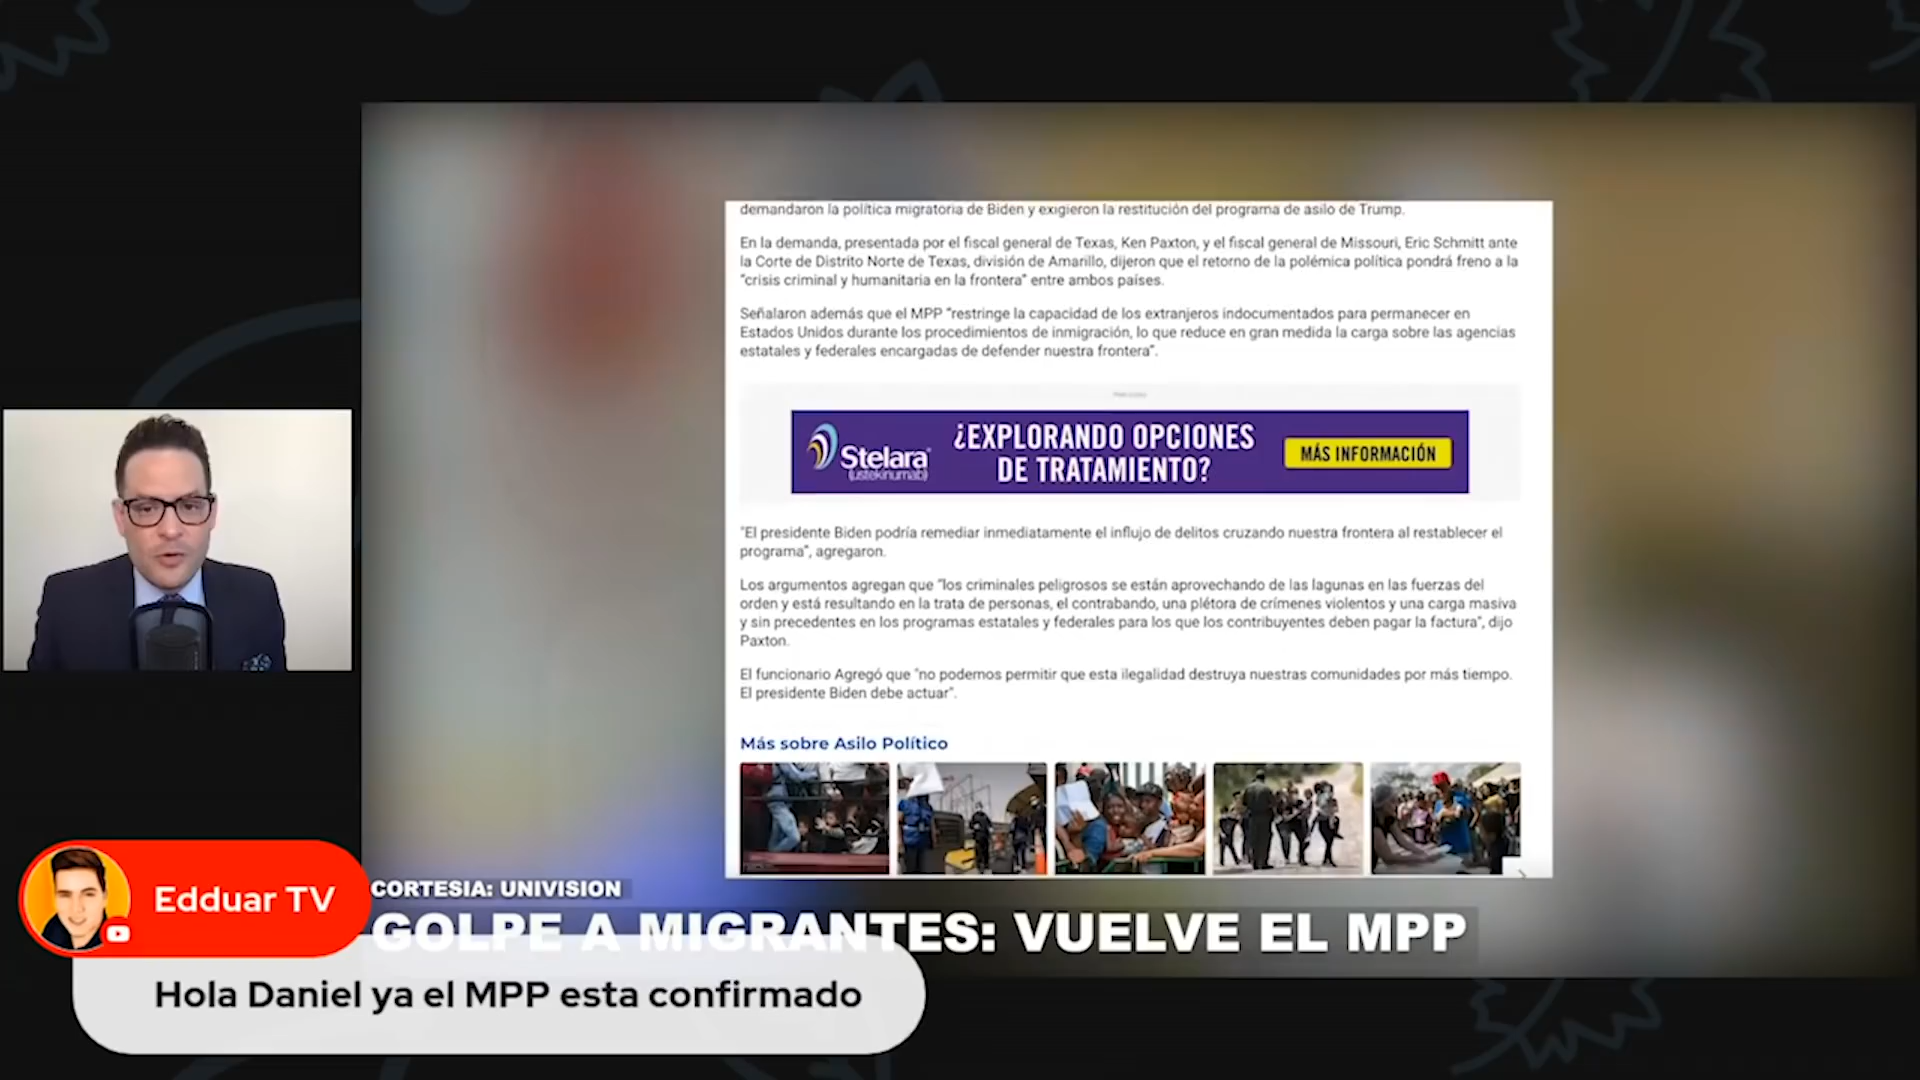 demandaron la política migratoria de Biden y exigieron la restitución del programa de asilo de Trump.
En la demanda, presentada por el fiscal general de Texas, Ken Paxton, y el fiscal general de Missouri, Eric Schmitt ante
la Corte de Distrito Norte de Texas, división de Amarillo, dijeron que el retorno de la polémica política pondrá freno a la
"crisis criminal y humanitaria en la frontera" entre ambos países.
Señalaron además que el MPP "restringe la capacidad de los extranjeros indocumentados para permanecer en
Estados Unidos durante los procedimientos de inmigración, lo que reduce en gran medida la carga sobre las agencias
estatales y federales encargadas de defender nuestra frontera".
Stelara
(ustekinumab)
¿EXPLORANDO OPCIONES
DE TRATAMIENTO?
MÁS INFORMACIÓN
"El presidente Biden podría remediar inmediatamente el influjo de delitos cruzando nuestra frontera al restablecer el
programa", agregaron.
Los argumentos agregan que "los criminales peligrosos se están aprovechando de las lagunas en las fuerzas del
orden y está resultando en la trata de personas, el contrabando, una plétora de crímenes violentos y una carga masiva
y sin precedentes en los programas estatales y federales para los que los contribuyentes deben pagar la factura", dijo
Paxton.
El funcionario Agregó que "no podemos permitir que esta ilegalidad destruya nuestras comunidades por más tiempo.
El presidente Biden debe actuar".
Más sobre Asilo Político
CORTESIA: UNIVISION
GOLPE A MIGRANTES: VUELVE EL MPP
Edduar TV
Hola Daniel ya el MPP esta confirmado